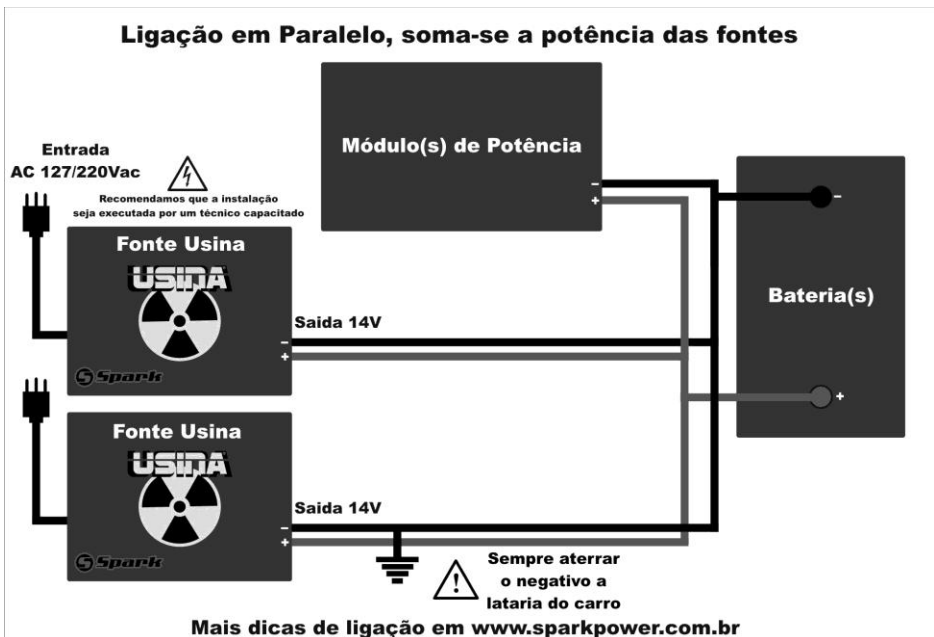 Ligação em Paralelo, soma-se a potência das fontes
Módulo(s) de Potência
-
+
Entrada
AC 127/220Vac
Recomendamos que a instalação
seja executada por um técnico capacitado
Fonte Usina
USINA
Spark
Saida 14V
-
+
-
Bateria(s)
+
Fonte Usina
USINA
Spark
Saida 14V
-
+
Sempre aterrar
o negativo a
lataria do carro
Mais dicas de ligação em www.sparkpower.com.br